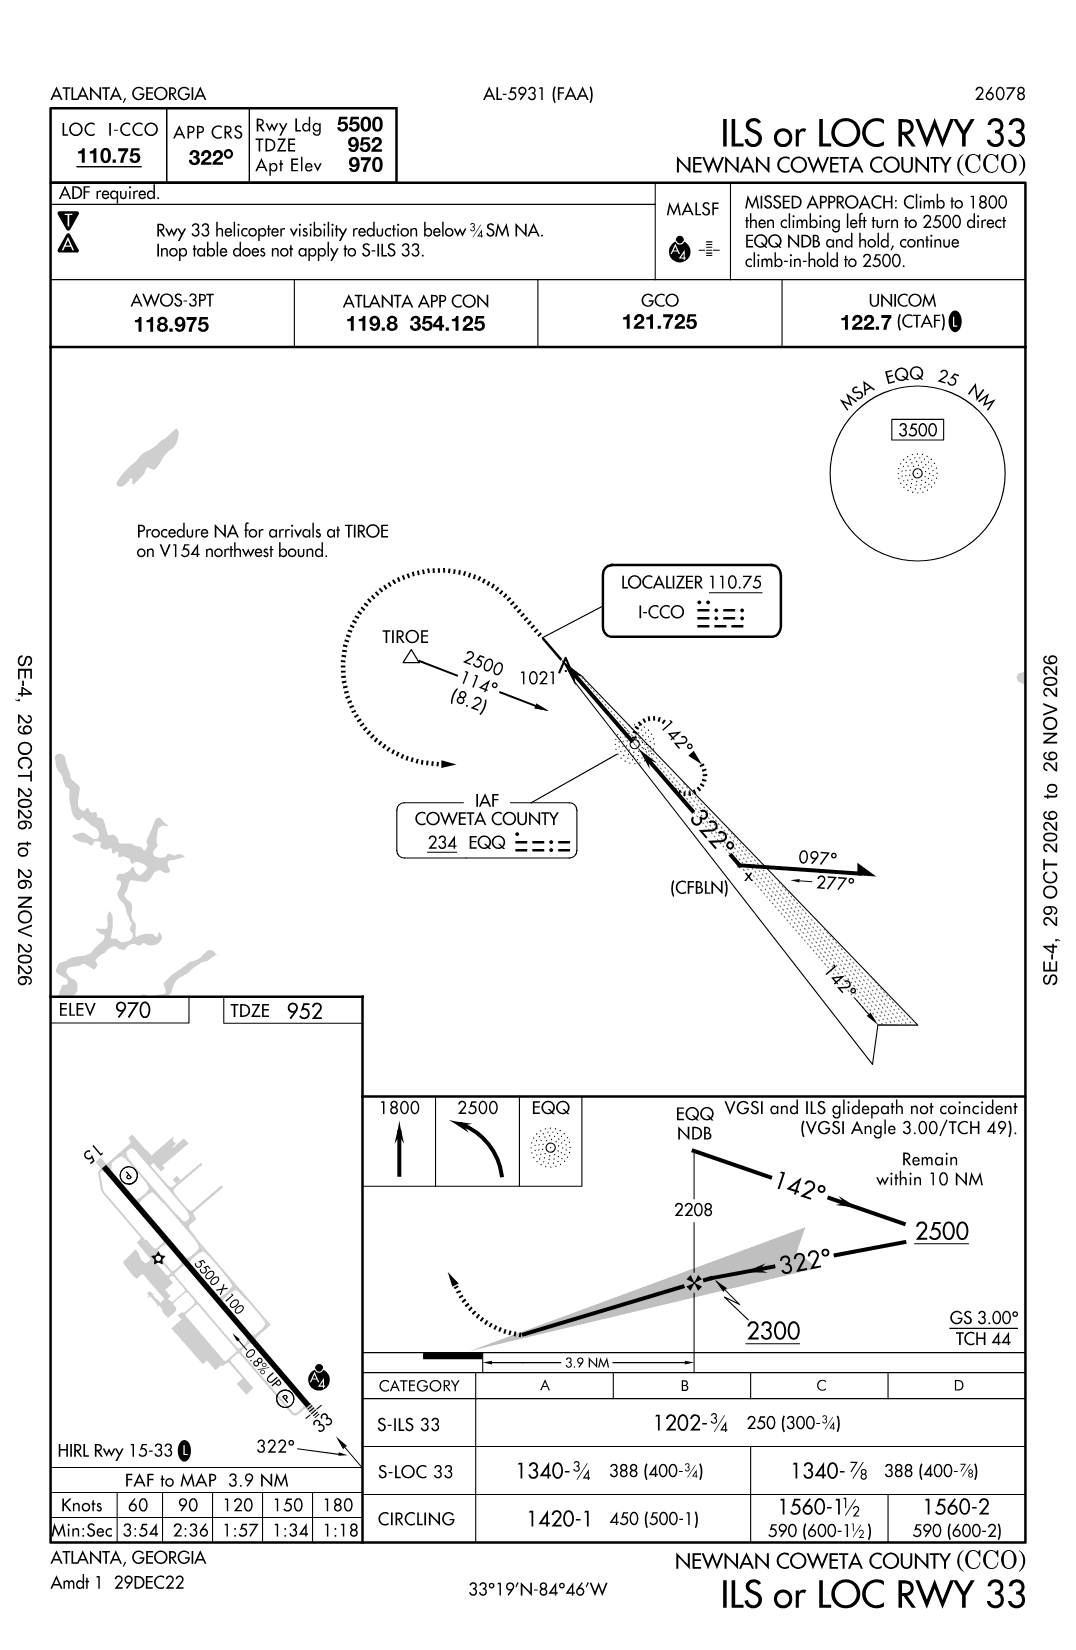 ATLANTA, GEORGIA
AL-5931 (FAA)
26078
LOC I-CCO
110.75
APP CRS
322°
Rwy Ldg 5500
TDZE 952
Apt Elev 970
ILS or LOC RWY 33
NEWNAN COWETA COUNTY (CCO)
ADF required.
T
A
Rwy 33 helicopter visibility reduction below ¾ SM NA.
Inop table does not apply to S-ILS 33.
MALSF
A4
MISSED APPROACH: Climb to 1800
then climbing left turn to 2500 direct
EQQ NDB and hold, continue
climb-in-hold to 2500.
AWOS-3PT
118.975
ATLANTA APP CON
119.8 354.125
GCO
121.725
UNICOM
122.7 (CTAF) L
MSA EQQ 25 NM
3500
Procedure NA for arrivals at TIROE
on V154 northwest bound.
LOCALIZER 110.75
I-CCO
TIROE
2500
114°
(8.2)
1021
142°
IAF
COWETA COUNTY
234 EQQ
322°
097°
277°
(CFBLN)
x
142°
SE-4, 29 OCT 2026 to 26 NOV 2026
SE-4, 29 OCT 2026 to 26 NOV 2026
ELEV 970
TDZE 952
15
P
5500 X 100
0.8% UP
P
A4
33
HIRL Rwy 15-33 L
322°
FAF to MAP 3.9 NM
Knots 60 90 120 150 180
Min:Sec 3:54 2:36 1:57 1:34 1:18
1800
2500
EQQ
EQQ
NDB
VGSI and ILS glidepath not coincident
(VGSI Angle 3.00/TCH 49).
Remain
within 10 NM
142°
2208
2500
322°
2300
GS 3.00°
TCH 44
3.9 NM
CATEGORY A B C D
S-ILS 33 1202-¾ 250 (300-¾)
S-LOC 33 1340-¾ 388 (400-¾) 1340-⅞ 388 (400-⅞)
CIRCLING 1420-1 450 (500-1) 1560-1½ 590 (600-1½) 1560-2 590 (600-2)
ATLANTA, GEORGIA
Amdt 1 29DEC22
33°19'N-84°46'W
NEWNAN COWETA COUNTY (CCO)
ILS or LOC RWY 33